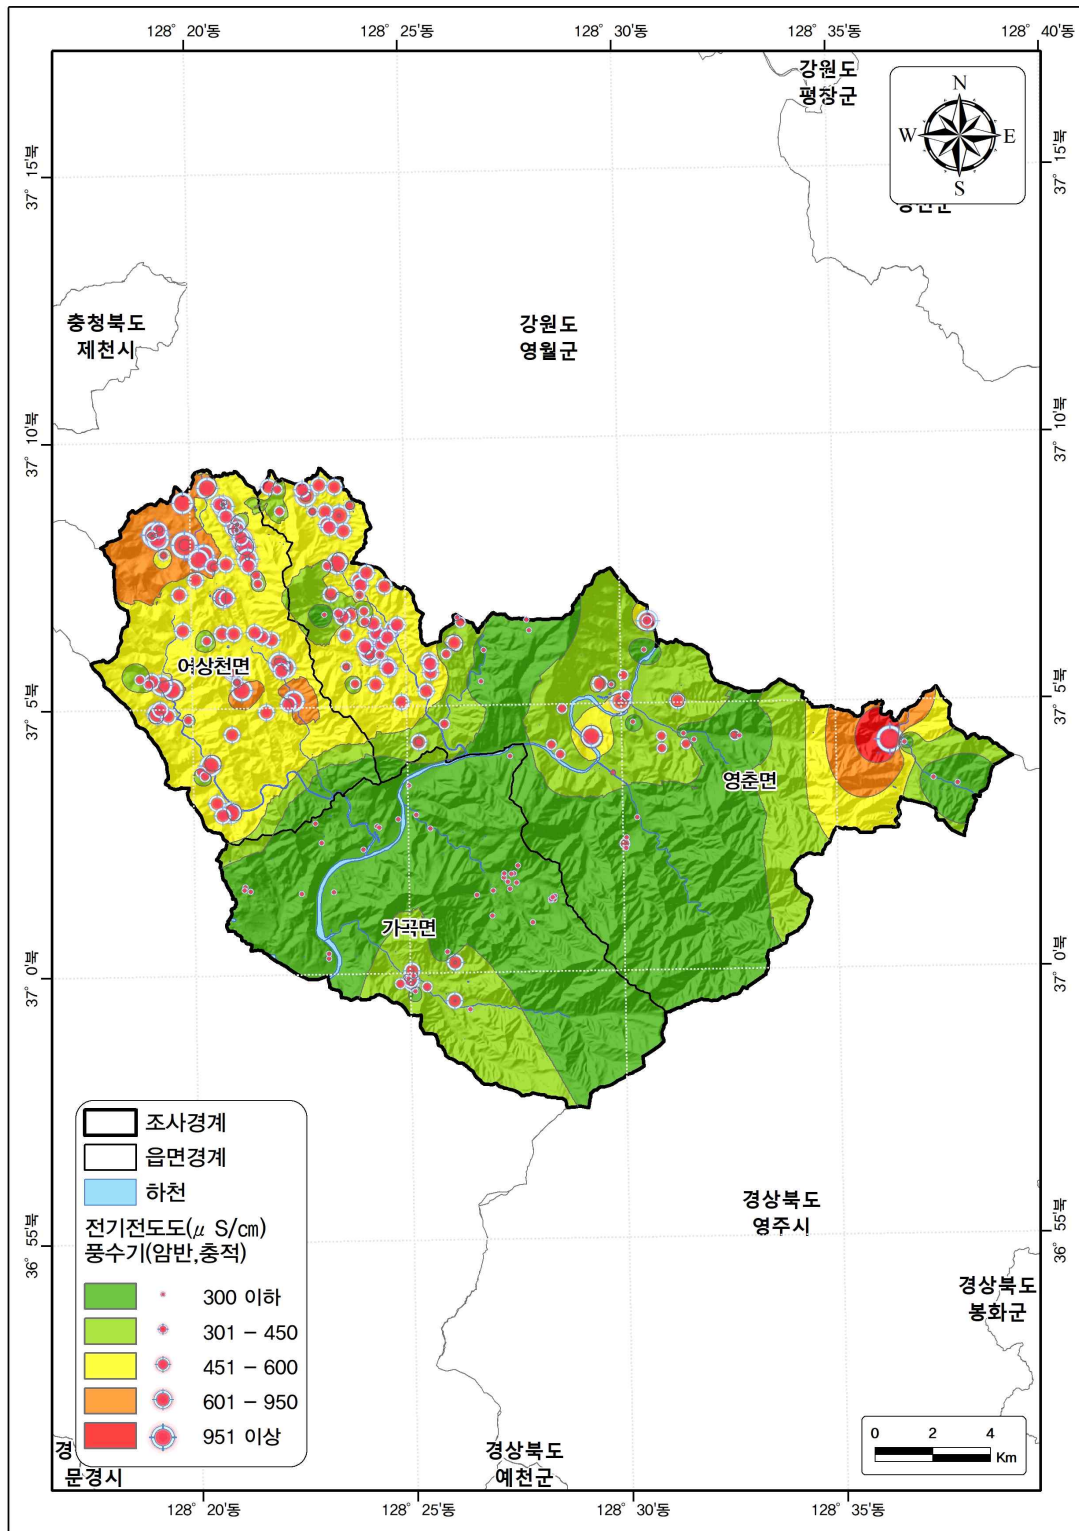 128° 20'동
128° 25'동
128° 30'동
128° 35'동
128° 40'동
강원도
평창군
N
W
E
S
37° 15'북
37° 15'북
충청북도
제천시
강원도
영월군
37° 10'북
37° 10'북
어상천면
37° 5'북
37° 5'북
영춘면
가곡면
37° 0'북
37° 0'북
조사경계
읍면경계
하천
전기전도도(μ S/㎝)
풍수기(암반,충적)
300 이하
301 - 450
451 - 600
601 - 950
951 이상
경상북도
영주시
36° 55'북
36° 55'북
경상북도
봉화군
경
문경시
경상북도
예천군
0 2 4
Km
128° 20'동
128° 25'동
128° 30'동
128° 35'동